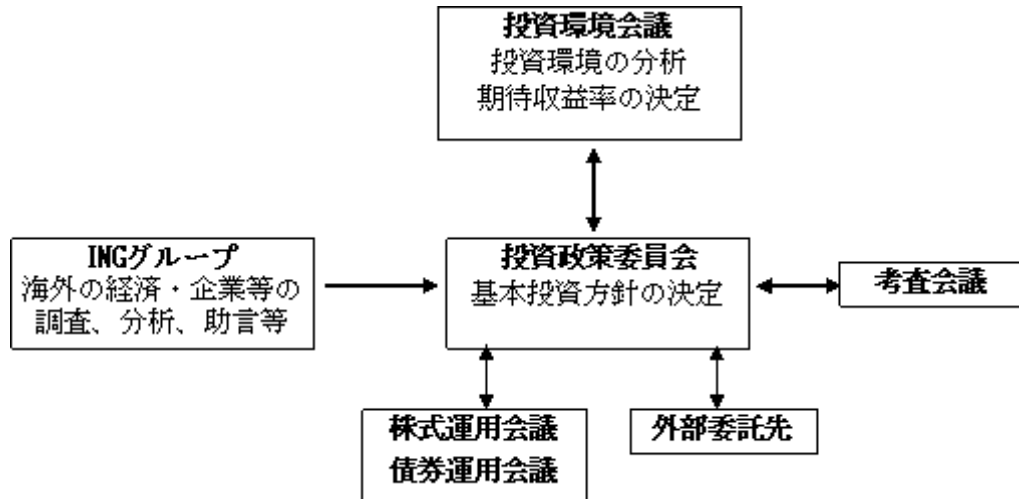 投資環境会議
投資環境の分析
期待収益率の決定
INGグループ
海外の経済・企業等の
調査、分析、助言等
投資政策委員会
基本投資方針の決定
考査会議
株式運用会議
債券運用会議
外部委託先